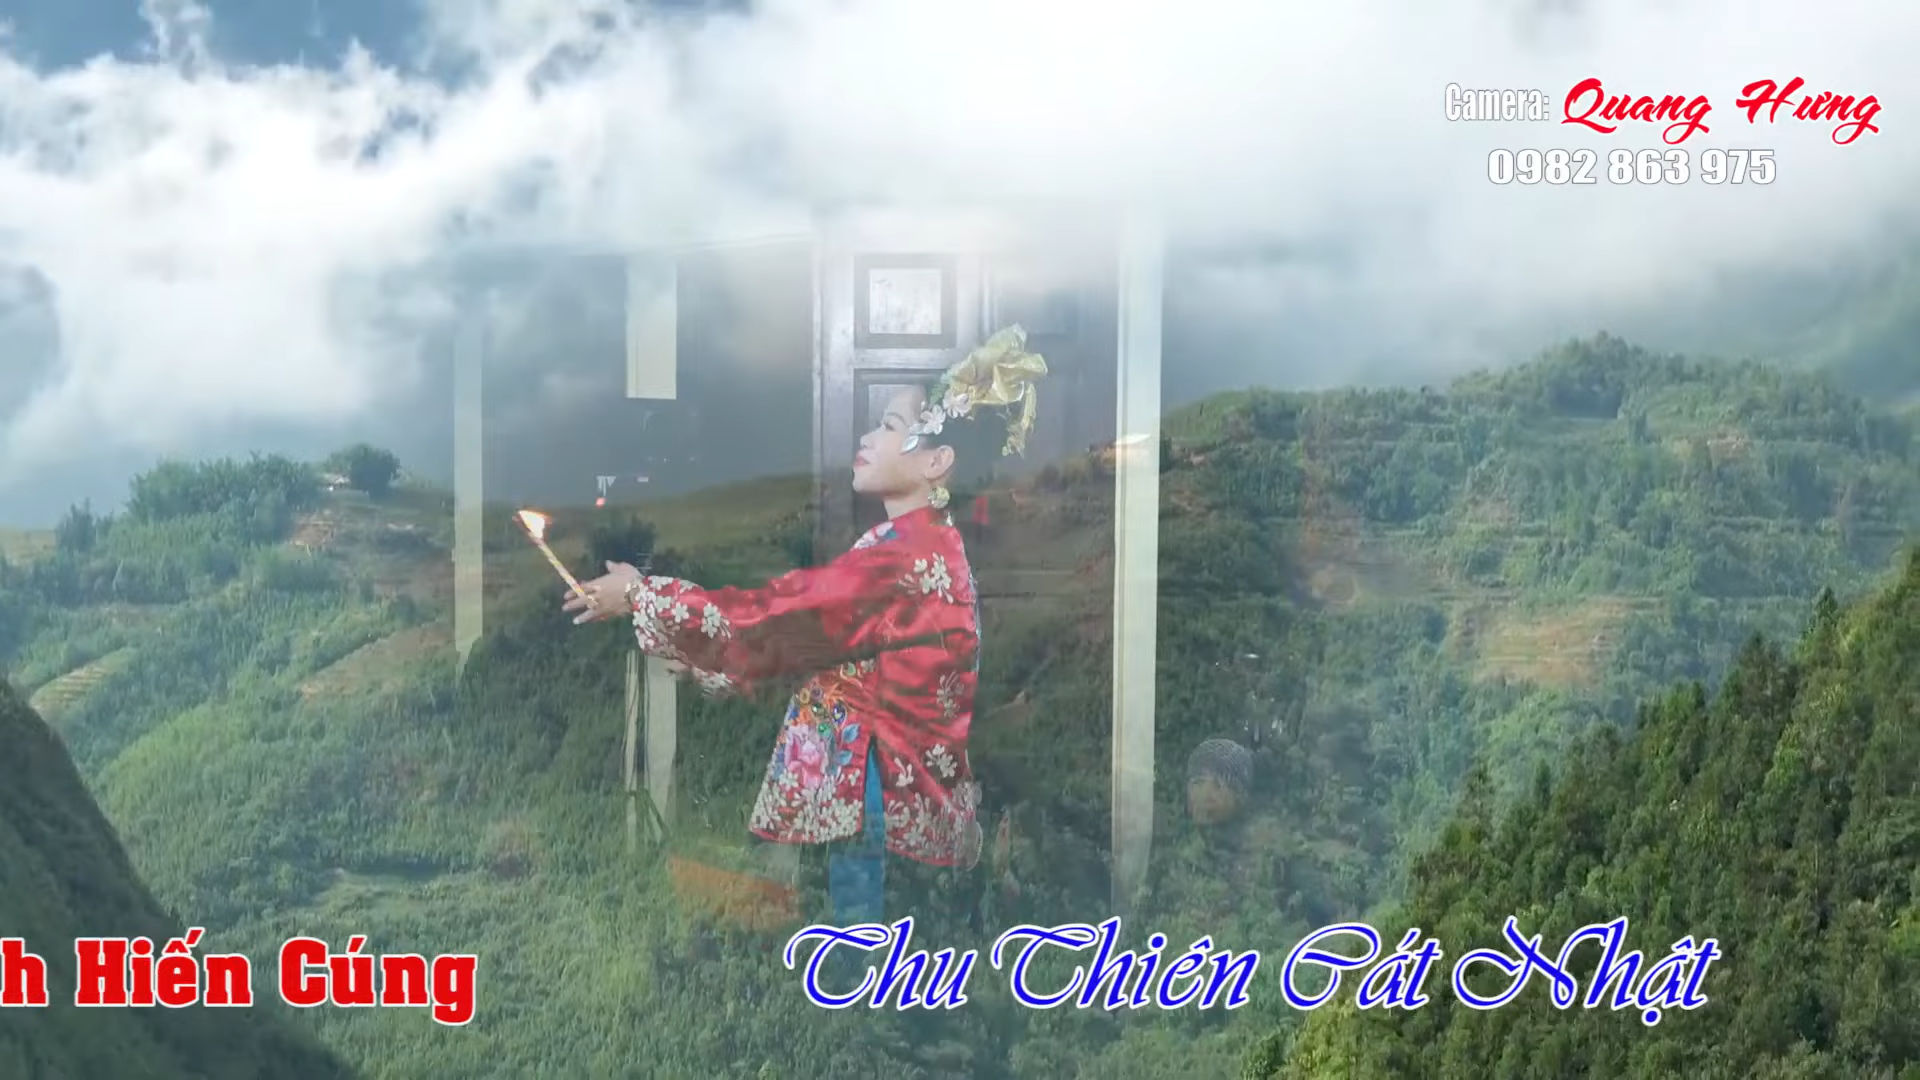 Camera: Quang Hưng
0982 863 975
h Hiến Cúng
Thu Thiên Cát Nhật